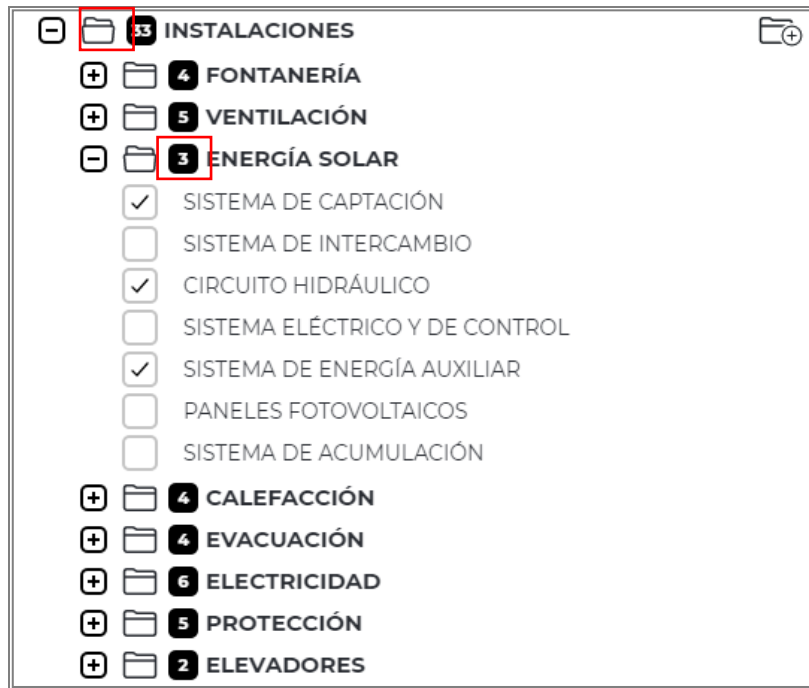 33 INSTALACIONES
4 FONTANERÍA
5 VENTILACIÓN
3 ENERGÍA SOLAR
SISTEMA DE CAPTACIÓN
SISTEMA DE INTERCAMBIO
CIRCUITO HIDRÁULICO
SISTEMA ELÉCTRICO Y DE CONTROL
SISTEMA DE ENERGÍA AUXILIAR
PANELES FOTOVOLTAICOS
SISTEMA DE ACUMULACIÓN
4 CALEFACCIÓN
4 EVACUACIÓN
6 ELECTRICIDAD
5 PROTECCIÓN
2 ELEVADORES